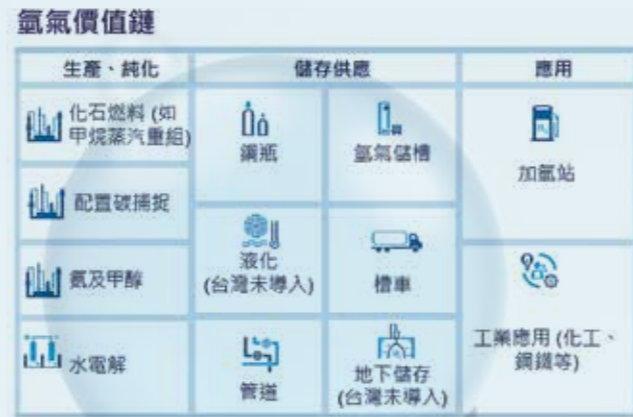 氫氣價值鏈
生產、純化
儲存供應
應用
化石燃料 (如
甲烷蒸汽重組)
配置碳捕捉
氨及甲醇
水電解
鋼瓶
氫氣儲槽
液化
(台灣未導入)
槽車
管道
地下儲存
(台灣未導入)
加氫站
工業應用 (化工、
鋼鐵等)